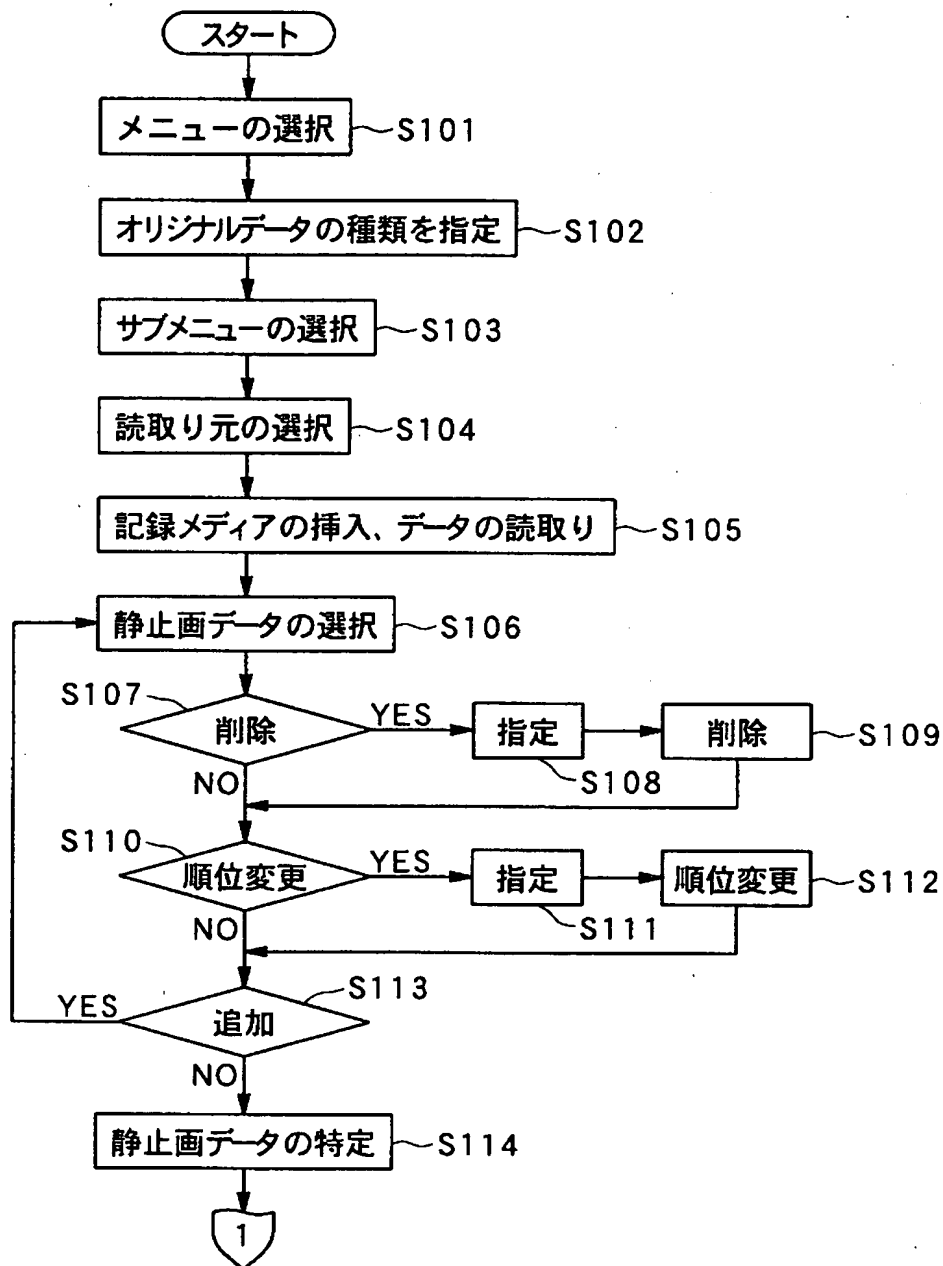 スタート
メニューの選択 S101
オリジナルデータの種類を指定 S102
サブメニューの選択 S103
読取り元の選択 S104
記録メディアの挿入、データの読取り S105
静止画データの選択 S106
S107 削除 YES 指定 S108 削除 S109
NO
S110 順位変更 YES 指定 S111 順位変更 S112
NO
S113
YES 追加
NO
静止画データの特定 S114
1